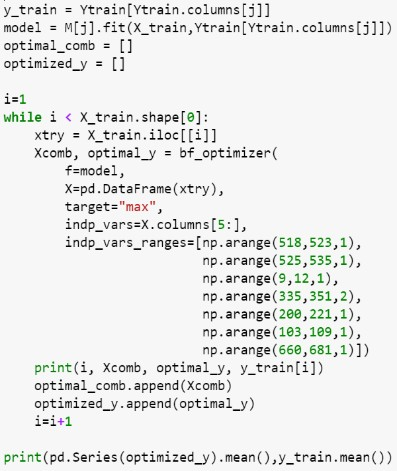 y_train = Ytrain[Ytrain.columns[j]]
model = M[j].fit(X_train,Ytrain[Ytrain.columns[j]])
optimal_comb = []
optimized_y = []

i=1
while i < X_train.shape[0]:
    xtry = X_train.iloc[[i]]
    Xcomb, optimal_y = bf_optimizer(
        f=model,
        X=pd.DataFrame(xtry),
        target="max",
        indp_vars=X.columns[5:],
        indp_vars_ranges=[np.arange(518,523,1),
                          np.arange(525,535,1),
                          np.arange(9,12,1),
                          np.arange(335,351,2),
                          np.arange(200,221,1),
                          np.arange(103,109,1),
                          np.arange(660,681,1)])
    print(i, Xcomb, optimal_y, y_train[i])
    optimal_comb.append(Xcomb)
    optimized_y.append(optimal_y)
    i=i+1

print(pd.Series(optimized_y).mean(),y_train.mean())